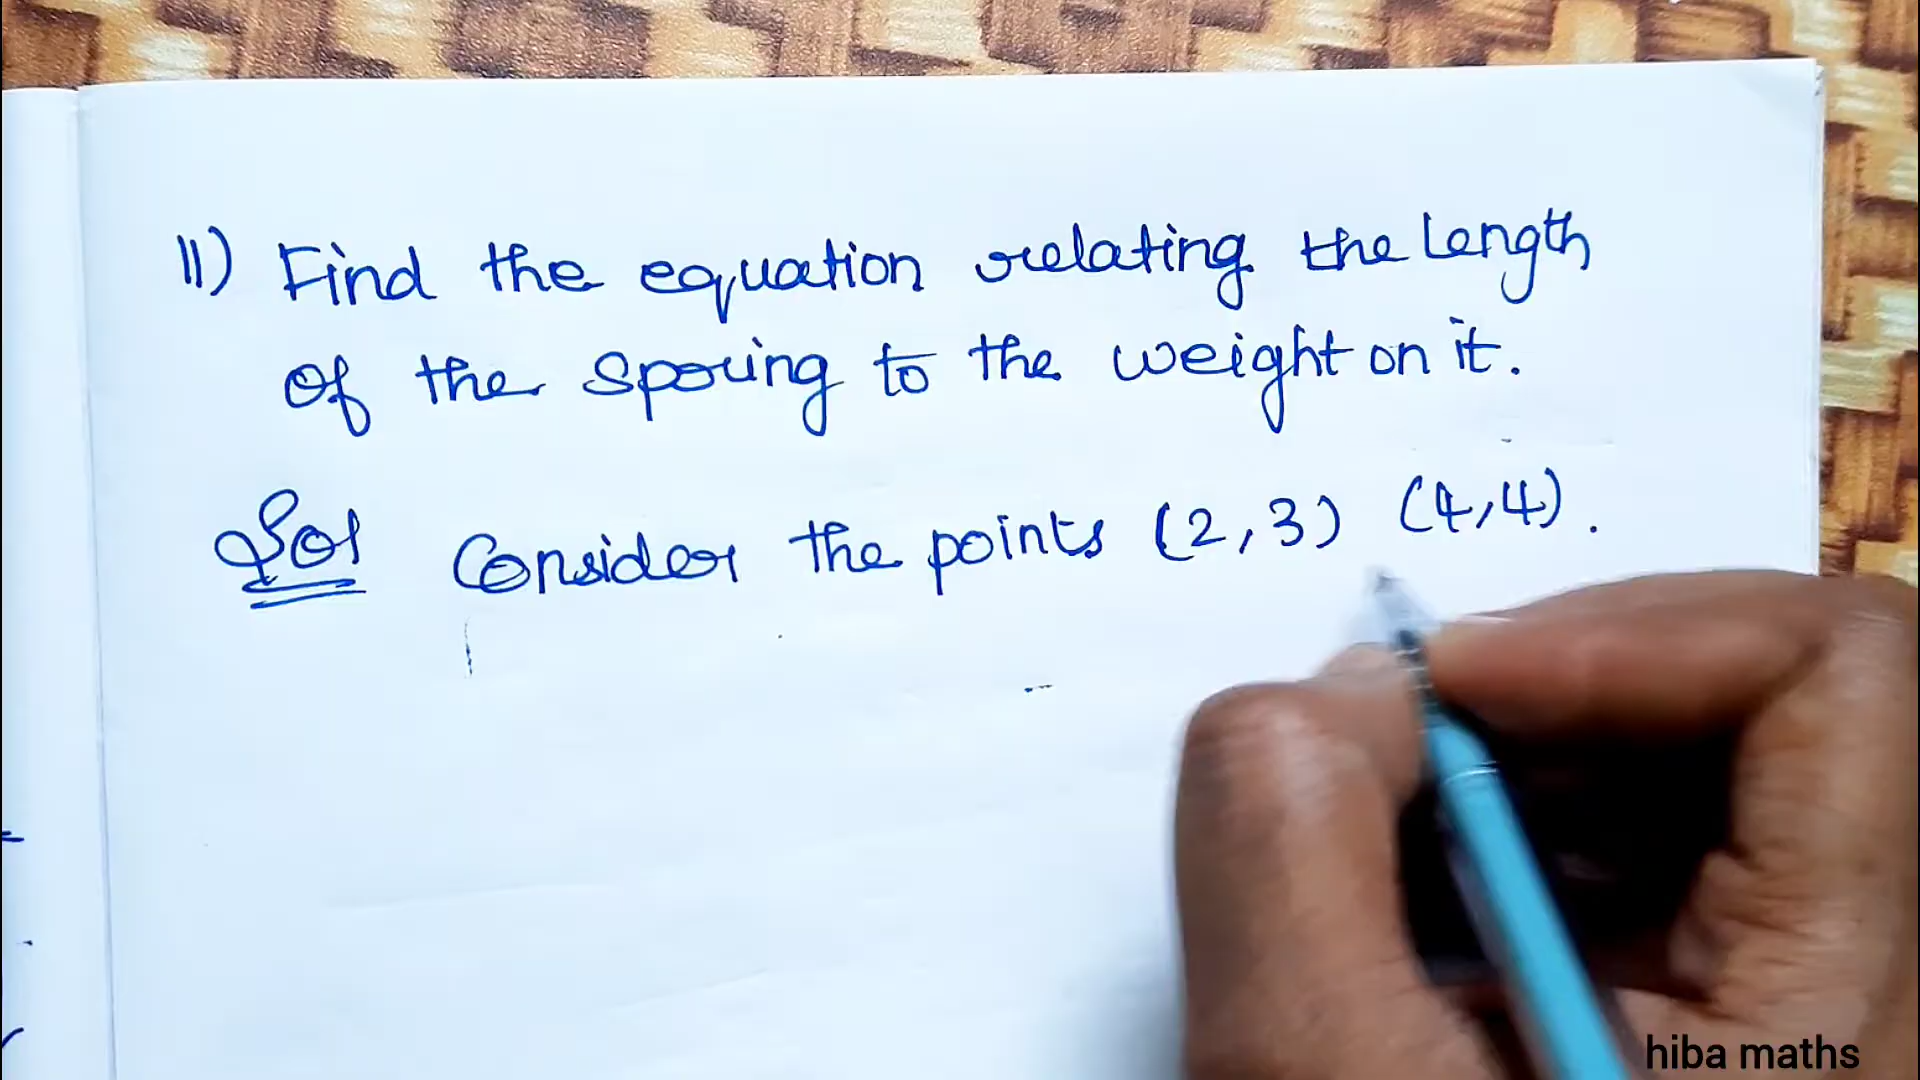 11) Find the equation relating the length
of the spring to the weight on it.
Sol Consider the points (2,3) (4,4).
hiba maths